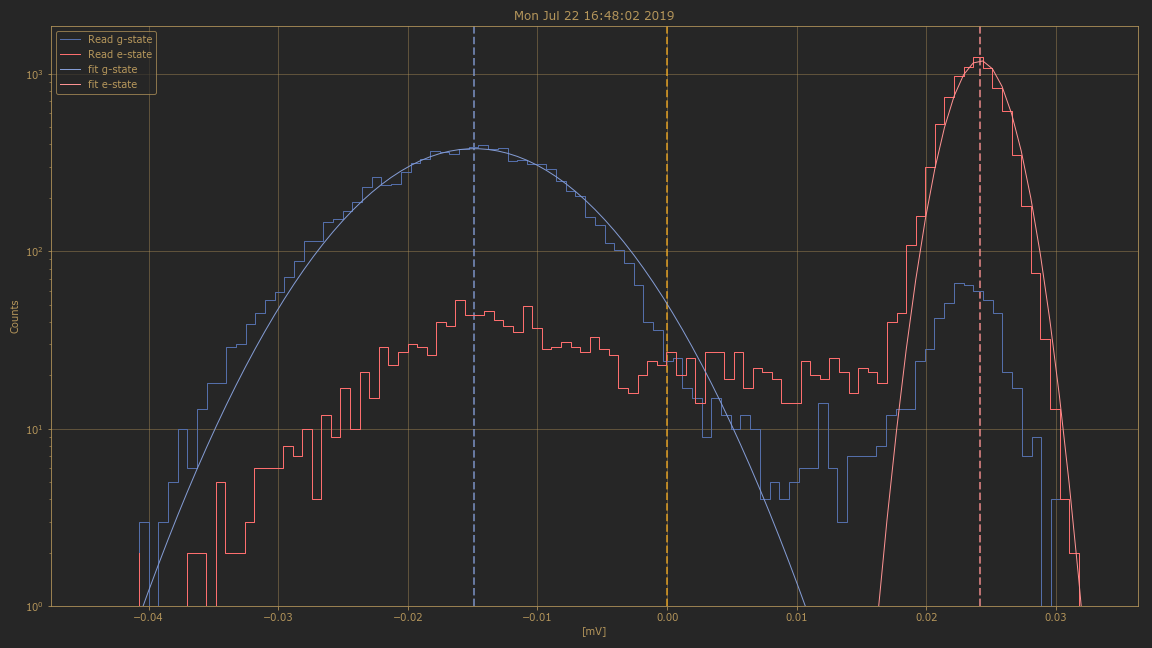 Mon Jul 22 16:48:02 2019
Read g-state
Read e-state
fit g-state
fit e-state
Counts
10³
10²
10¹
10⁰
−0.04 −0.03 −0.02 −0.01 0.00 0.01 0.02 0.03
[mV]